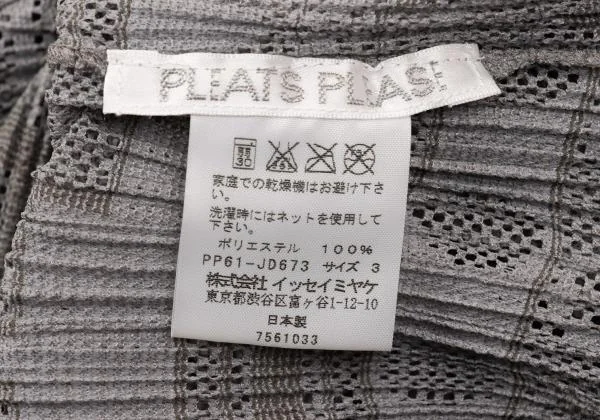 PLEATS PLEASE
弱
30
家庭での乾燥機はお避け下さ
い。
洗濯時にはネットを使用して
下さい。
ポリエステル 100%
PP61-JD673 サイズ 3
株式会社 イッセイミヤケ
東京都渋谷区富ヶ谷1-12-10
日本製
7561033